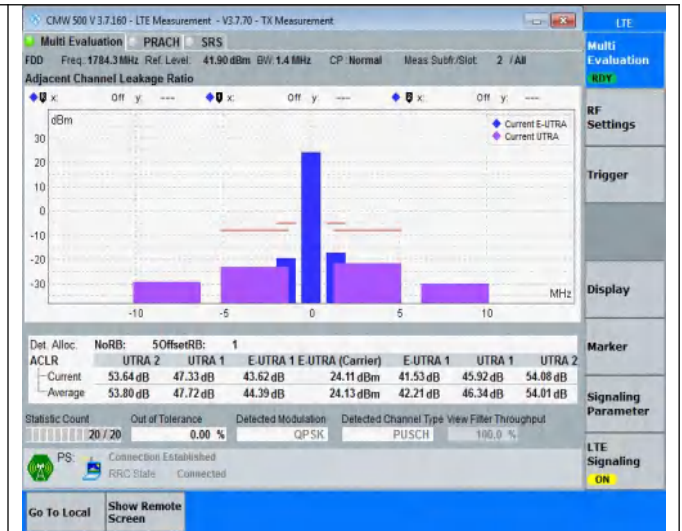 CMW 500 V 3.7.160 - LTE Measurement - V3.7.70 - TX Measurement
LTE
Multi Evaluation PRACH SRS
Multi
Evaluation
RDY
FDD Freq.:1784.3 MHz Ref. Level: 41.90 dBm BW: 1.4 MHz CP: Normal Meas Subfr./Slot: 2 / All
Adjacent Channel Leakage Ratio
x: Off y: --- x: Off y: --- x: Off y: ---
RF
Settings
Trigger
Display
Marker
Signaling
Parameter
LTE
Signaling
ON
dBm
Current E-UTRA
Current UTRA
30
20
10
0
-10
-20
-30
MHz
-10 -5 0 5 10
Det. Alloc. NoRB: 5 OffsetRB: 1
ACLR UTRA 2 UTRA 1 E-UTRA 1 E-UTRA (Carrier) E-UTRA 1 UTRA 1 UTRA 2
Current 53.64 dB 47.33 dB 43.62 dB 24.11 dBm 41.53 dB 45.92 dB 54.08 dB
Average 53.80 dB 47.72 dB 44.39 dB 24.13 dBm 42.21 dB 46.34 dB 54.01 dB
Statistic Count Out of Tolerance Detected Modulation Detected Channel Type View Filter Throughput
20 / 20 0.00 % QPSK PUSCH 100.0 %
PS: Connection Established
RRC State Connected
Go To Local
Show Remote
Screen